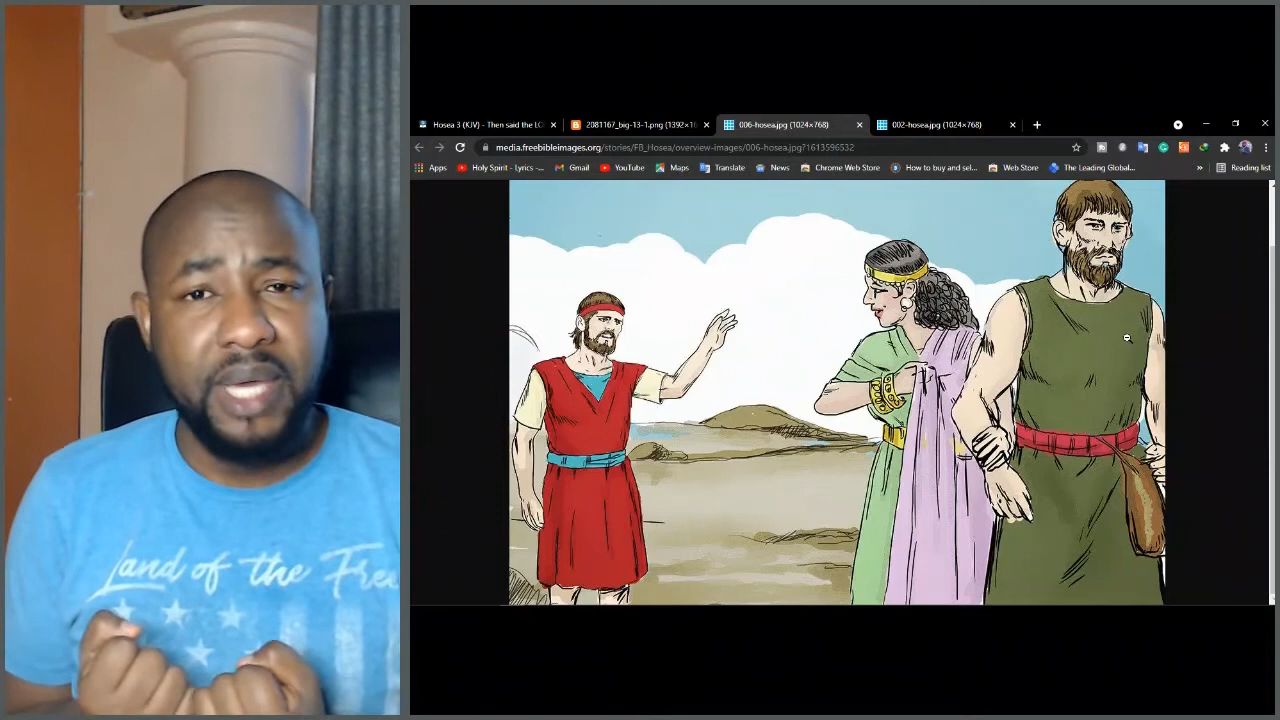 Hosea 3 (KJV) - Then said the LO
2081167_big-13-1.png (1392×1
006-hosea.jpg (1024×768)
002-hosea.jpg (1024×768)
media.freebibleimages.org/stories/FB_Hosea/overview-images/006-hosea.jpg?1613596532
Apps
Holy Spirit - Lyrics -...
Gmail
YouTube
Maps
Translate
News
Chrome Web Store
How to buy and sel...
Web Store
The Leading Global...
»
Reading list
Land of the Free